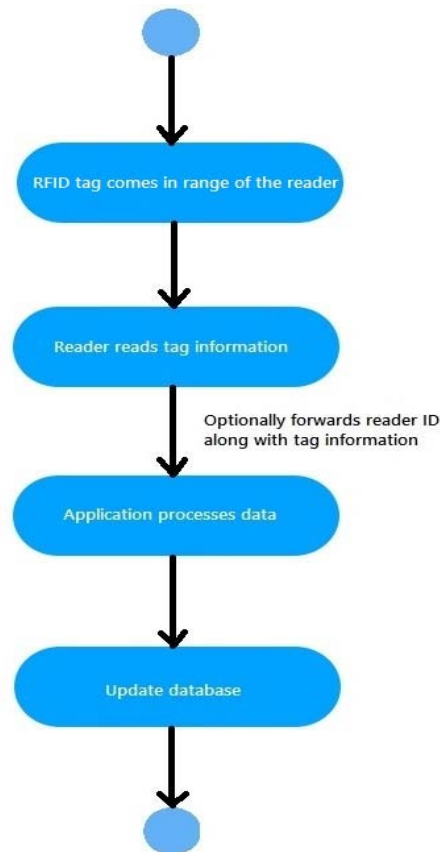 RFID tag comes in range of the reader
Reader reads tag information
Optionally forwards reader ID
along with tag information
Application processes data
Update database